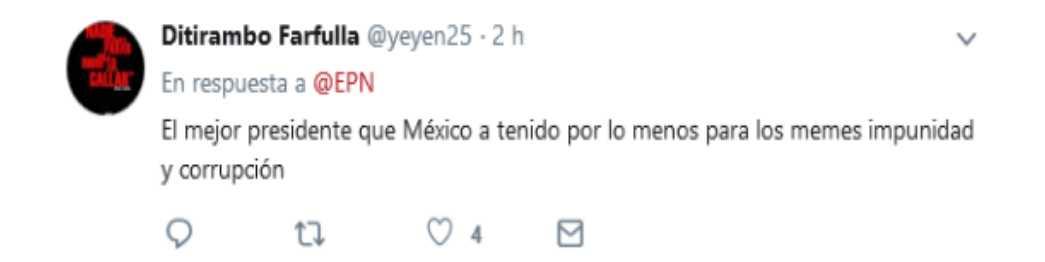 Ditirambo Farfulla @yeyen25 · 2 h
En respuesta a @EPN
El mejor presidente que México a tenido por lo menos para los memes impunidad
y corrupción
4